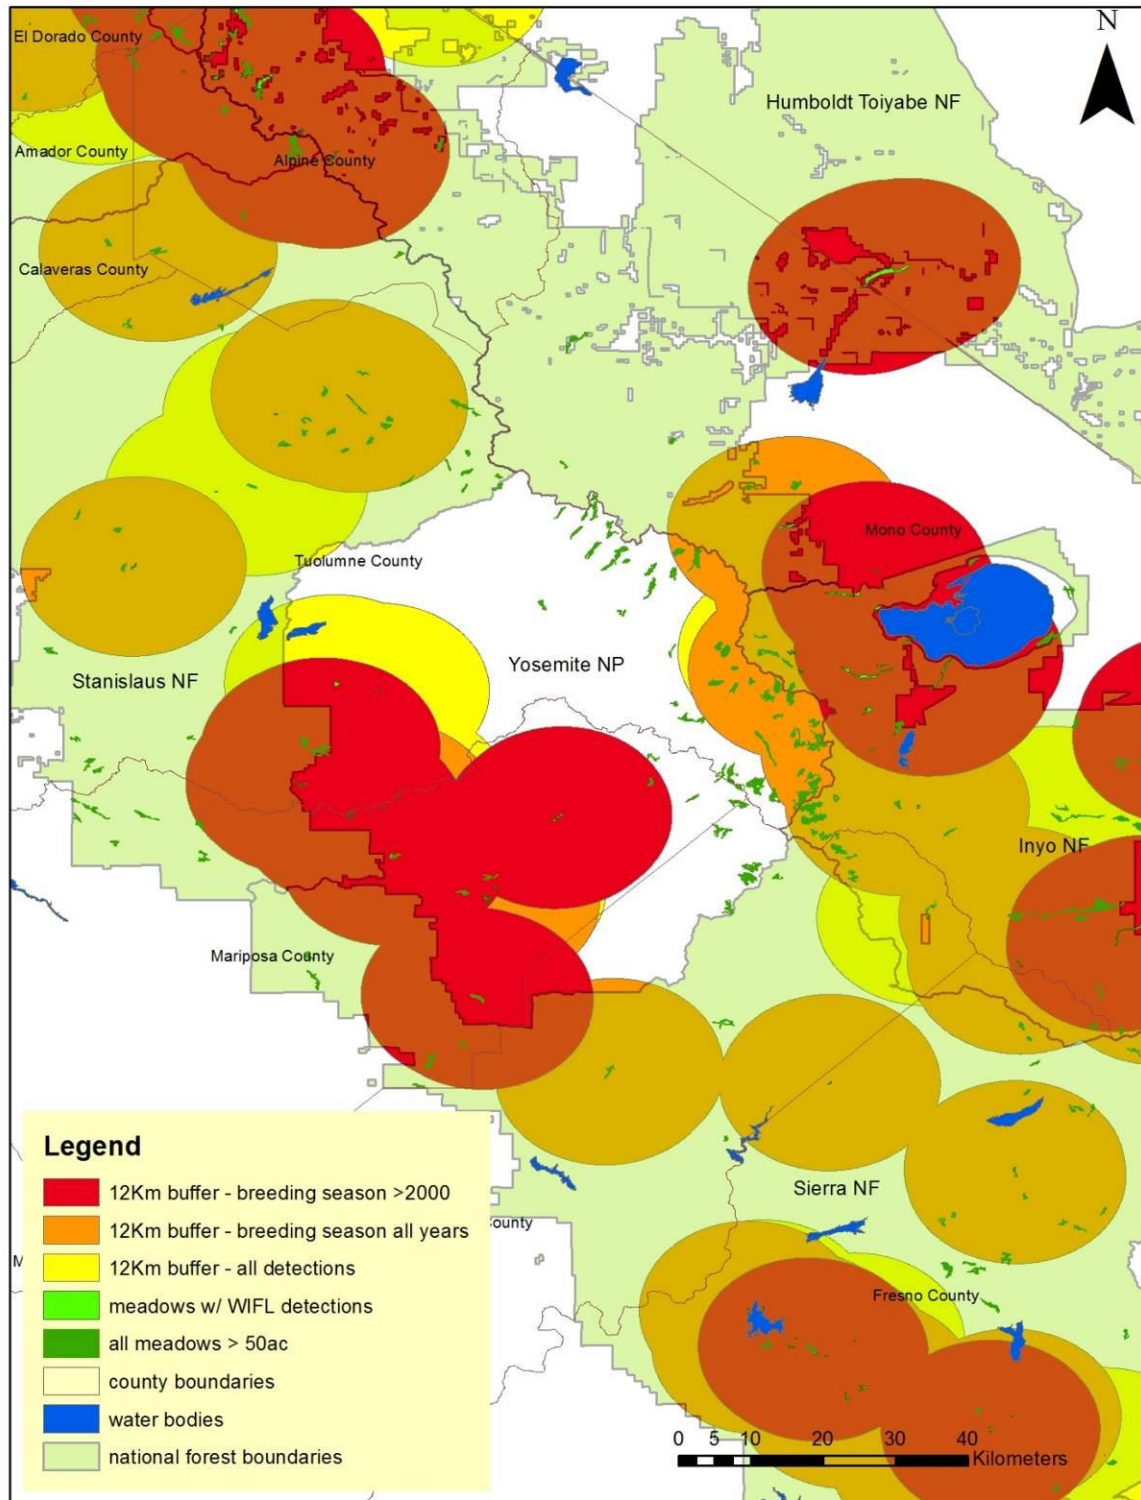 N
El Dorado County
Humboldt Toiyabe NF
Amador County
Alpine County
Calaveras County
Mono County
Tuolumne County
Yosemite NP
Stanislaus NF
Inyo NF
Mariposa County
Sierra NF
Fresno County
ounty
M
Legend
12Km buffer - breeding season >2000
12Km buffer - breeding season all years
12Km buffer - all detections
meadows w/ WIFL detections
all meadows > 50ac
county boundaries
water bodies
national forest boundaries
0 5 10 20 30 40
Kilometers